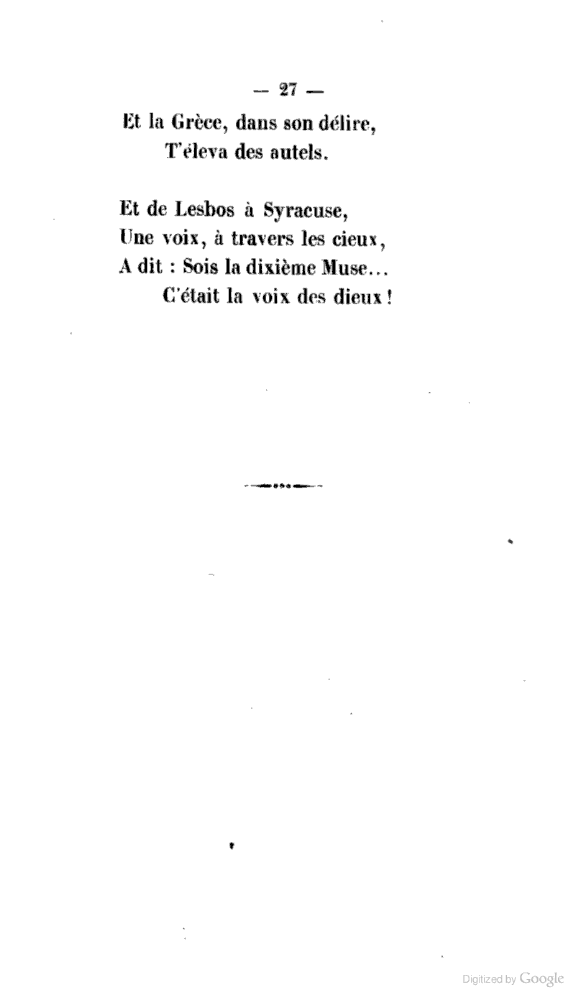 — 27 —
Et la Grèce, dans son délire,
T'éleva des autels.
Et de Lesbos à Syracuse,
Une voix, à travers les cieux,
A dit : Sois la dixième Muse...
C'était la voix des dieux !
Digitized by Google